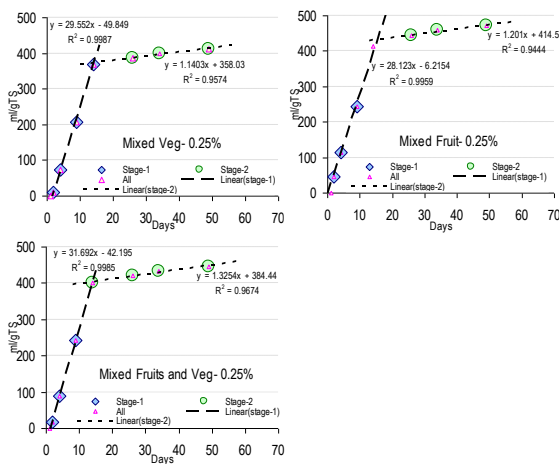 y = 29.552x - 49.849
R² = 0.9987
500
400
300
200
100
0
ml/gTS
y = 1.1403x + 358.03
R² = 0.9574
Mixed Veg- 0.25%
Stage-1
Stage-2
All
Linear(stage-1)
Linear(stage-2)
0 10 20 30 40 50 60 70
Days
500
400
300
200
100
0
ml/gTS
y = 1.201x + 414.5
R² = 0.9444
y = 28.123x - 6.2154
R² = 0.9959
Mixed Fruit- 0.25%
Stage-1
Stage-2
All
Linear(stage-1)
Linear(stage-2)
0 10 20 30 40 50 60 70
Days
y = 31.692x - 42.195
R² = 0.9985
500
400
300
200
100
0
ml/gTS
y = 1.3254x + 384.44
R² = 0.9674
Mixed Fruits and Veg- 0.25%
Stage-1
Stage-2
All
Linear(stage-1)
Linear(stage-2)
0 10 20 30 40 50 60 70
Days